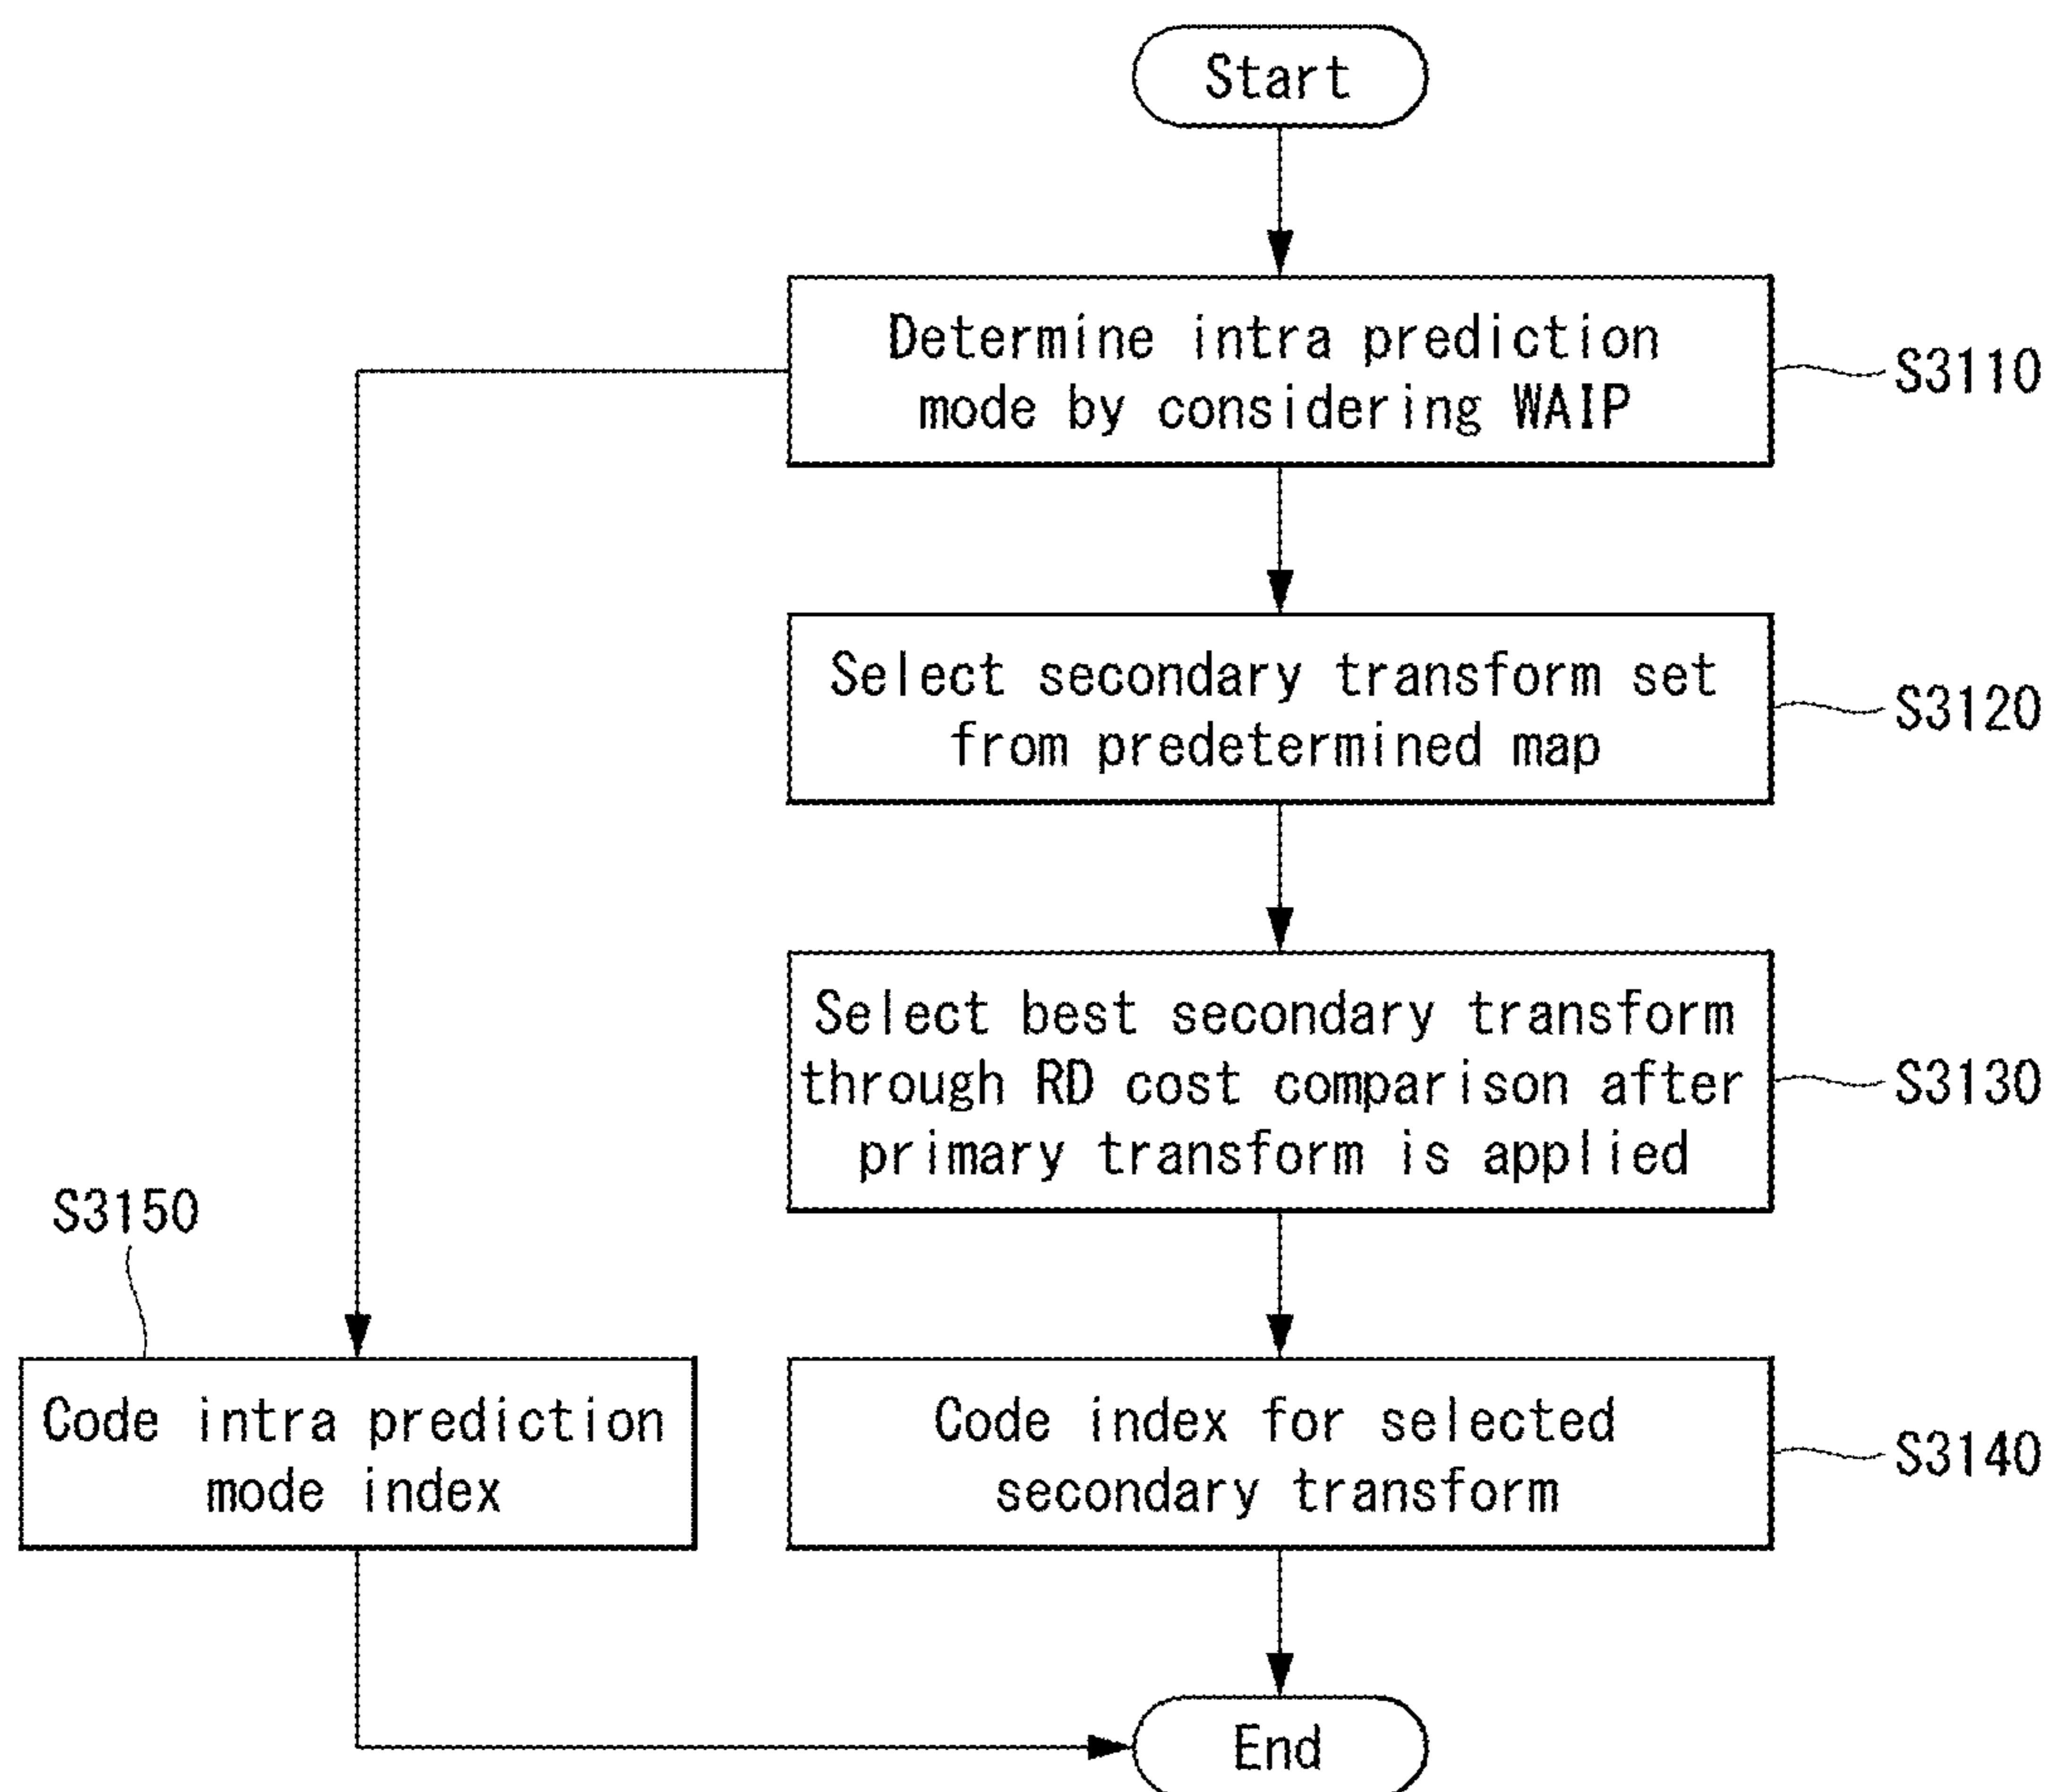 Start
Determine intra prediction
mode by considering WAIP
S3110
Select secondary transform set
from predetermined map
S3120
Select best secondary transform
through RD cost comparison after
primary transform is applied
S3130
S3150
Code intra prediction
mode index
Code index for selected
secondary transform
S3140
End